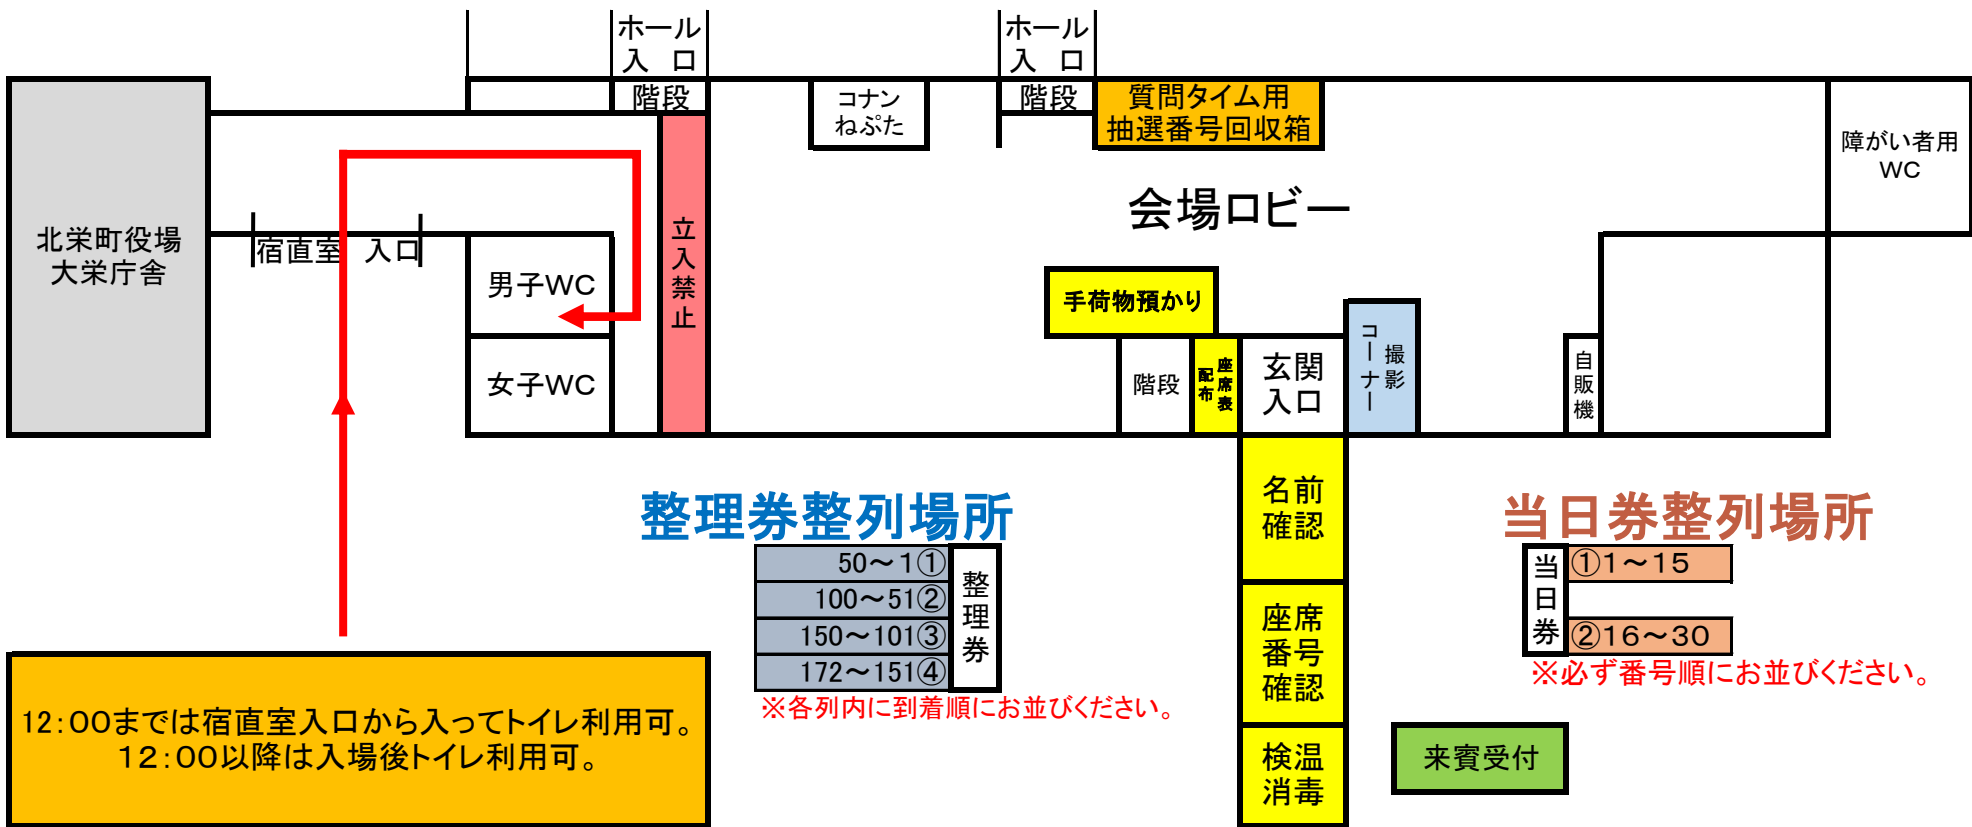 ホール
入　口
階段
コナン
ねぷた
ホール
入　口
階段
質問タイム用
抽選番号回収箱
障がい者用
WC
会場ロビー
北栄町役場
大栄庁舎
宿直室　入口
男子WC
女子WC
立入禁止
手荷物預かり
階段
座席表
配布
玄関
入口
撮影
コーナー
自販機
整理券整列場所
50～1①
100～51②
150～101③
172～151④
整理券
※各列内に到着順にお並びください。
名前
確認
座席
番号
確認
検温
消毒
当日券整列場所
当日券
①1～15
②16～30
※必ず番号順にお並びください。
来賓受付
12:00までは宿直室入口から入ってトイレ利用可。
12:00以降は入場後トイレ利用可。